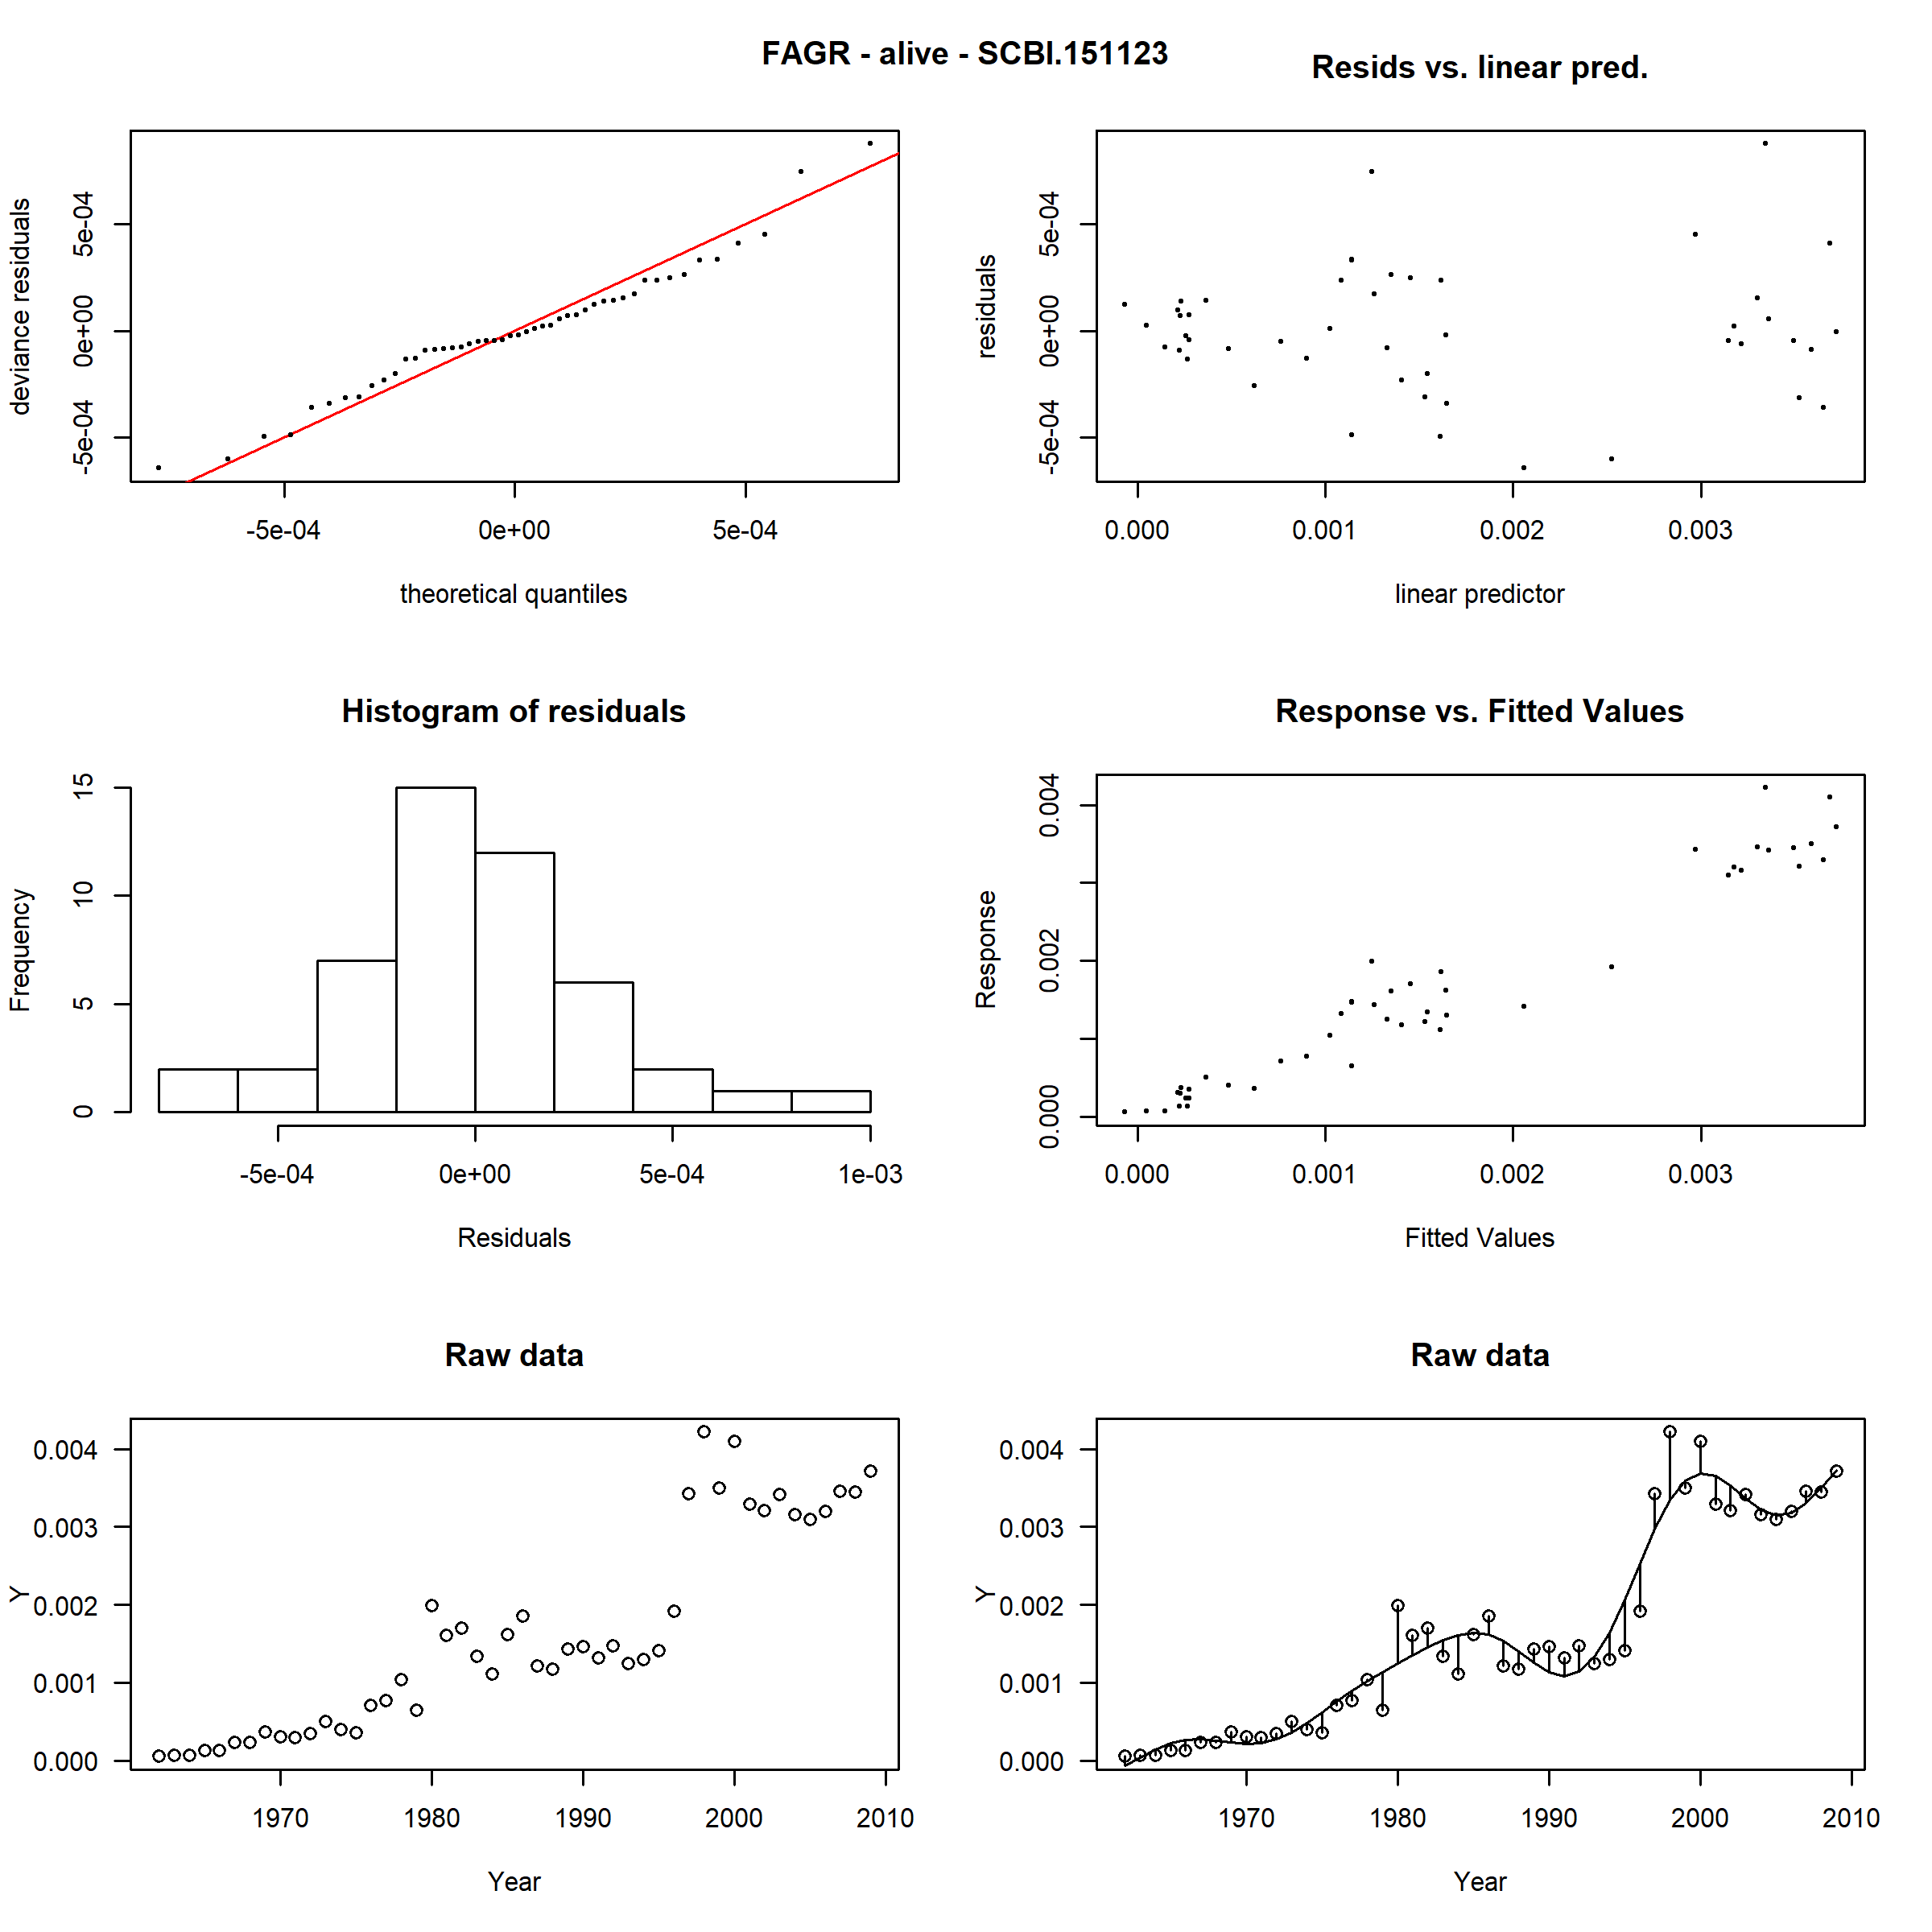 FAGR - alive - SCBI.151123
Resids vs. linear pred.
deviance residuals
-5e-04 0e+00 5e-04
-5e-04 0e+00 5e-04
theoretical quantiles
residuals
-5e-04 0e+00 5e-04
0.000 0.001 0.002 0.003
linear predictor
Histogram of residuals
Frequency
0 5 10 15
-5e-04 0e+00 5e-04 1e-03
Residuals
Response vs. Fitted Values
Response
0.000 0.002 0.004
0.000 0.001 0.002 0.003
Fitted Values
Raw data
Y
0.004
0.003
0.002
0.001
0.000
1970 1980 1990 2000 2010
Year
Raw data
Y
0.004
0.003
0.002
0.001
0.000
1970 1980 1990 2000 2010
Year